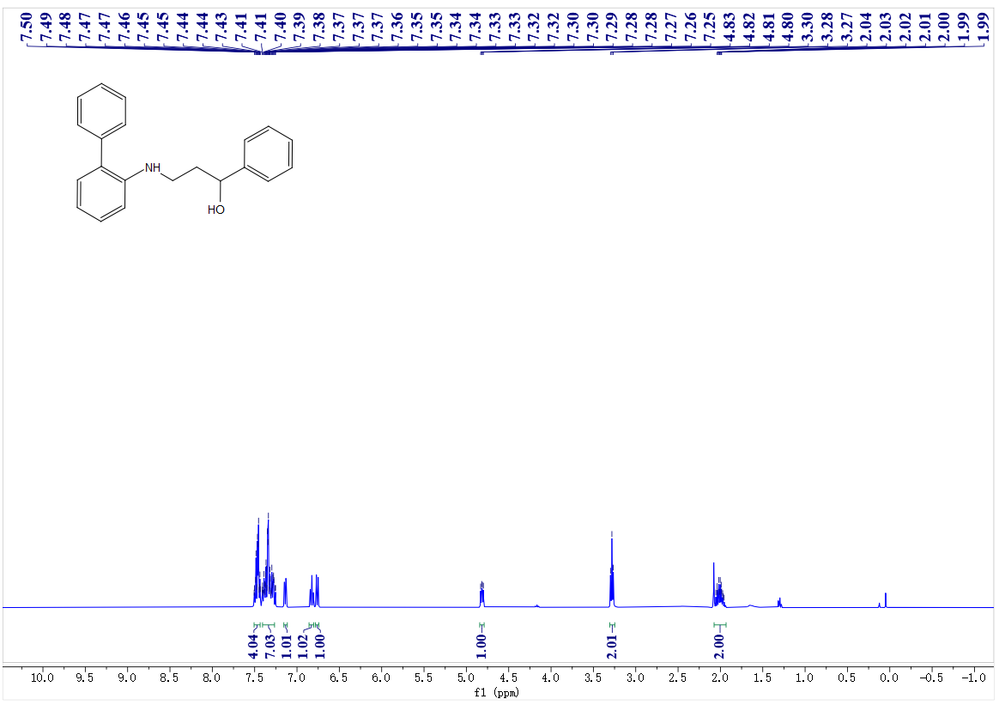 7.50 7.49 7.48 7.47 7.47 7.46 7.45 7.45 7.44 7.44 7.43 7.41 7.41 7.40 7.39 7.38 7.37 7.37 7.37 7.36 7.35 7.35 7.34 7.34 7.33 7.33 7.32 7.32 7.30 7.30 7.29 7.28 7.28 7.27 7.26 7.25 4.83 4.82 4.81 4.80 3.30 3.28 3.27 2.04 2.03 2.02 2.01 2.00 1.99 1.99
NH
HO
4.04 7.03 1.01 1.02 1.00 1.00 2.01 2.00
10.0 9.5 9.0 8.5 8.0 7.5 7.0 6.5 6.0 5.5 5.0 4.5 4.0 3.5 3.0 2.5 2.0 1.5 1.0 0.5 0.0 -0.5 -1.0
f1 (ppm)